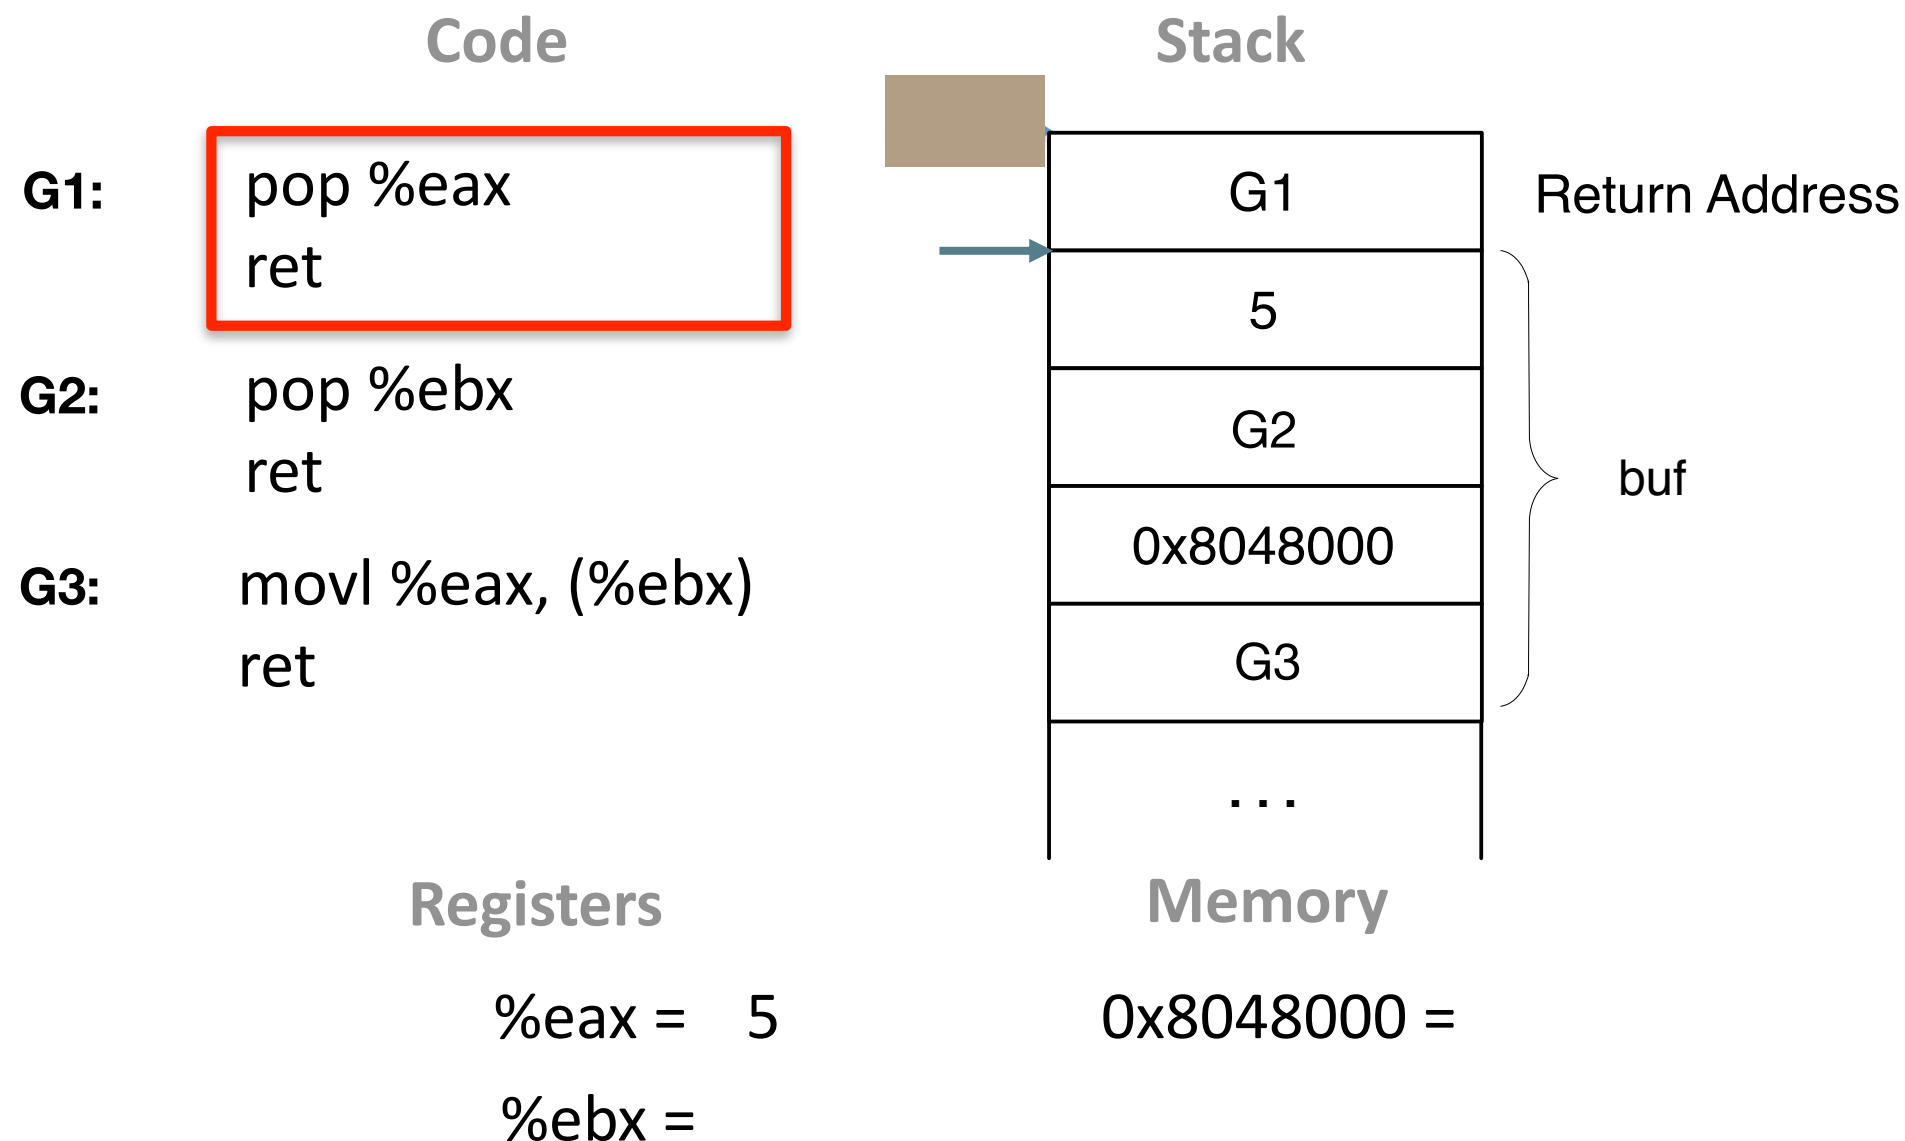 Code
Stack
G1:
pop %eax
ret
G2:
pop %ebx
ret
G3:
movl %eax, (%ebx)
ret
G1
Return Address
5
G2
0x8048000
G3
buf
...
Registers
%eax = 5
%ebx =
Memory
0x8048000 =